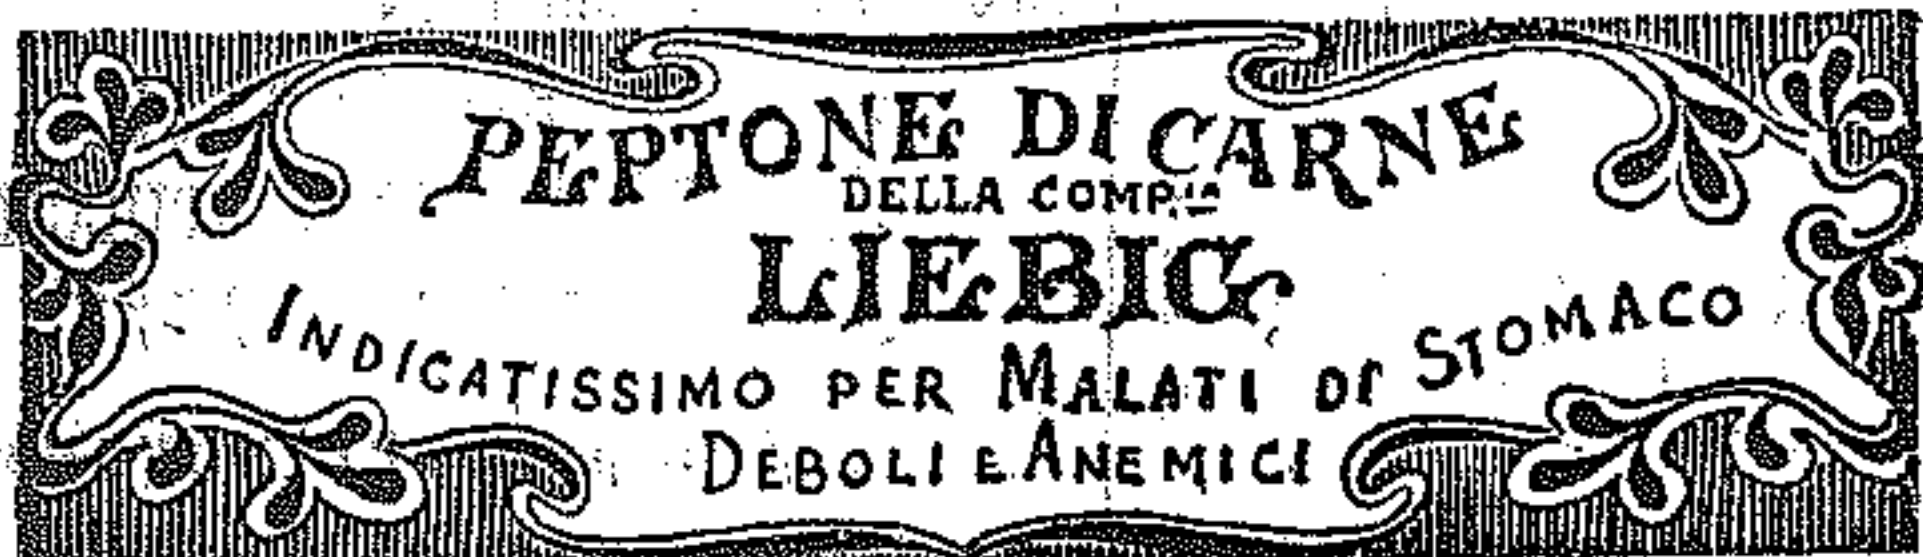 PEPTONE DI CARNE
DELLA COMP.IA
LIEBIG
INDICATISSIMO PER MALATI DI STOMACO
DEBOLI E ANEMICI